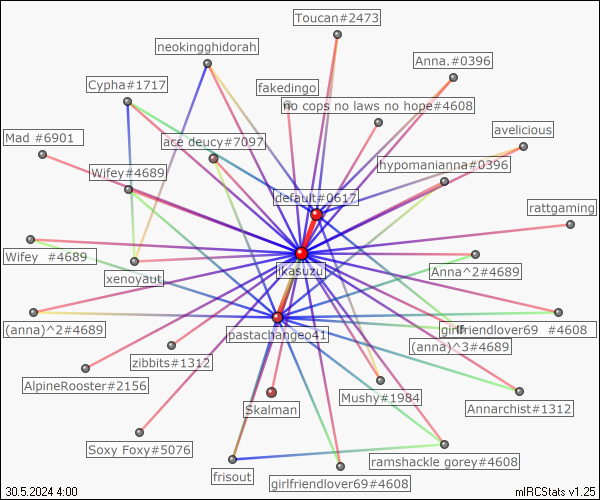 Toucan#2473
neokingghidorah
Anna.#0396
Cypha#1717
fakedingo
no cops no laws no hope#4608
avelicious
Mad #6901
ace deucy#7097
hypomanianna#0396
Wifey#4689
default#0617
rattgaming
Wifey  #4689
ikasuzu
Anna^2#4689
xenoyaut
(anna)^2#4689
pastachangeo41
girlfriendlover69  #4608
(anna)^3#4689
zibbits#1312
AlpineRooster#2156
Mushy#1984
Skalman
Annarchist#1312
Soxy Foxy#5076
ramshackle gorey#4608
frisout
girlfriendlover69#4608
30.5.2024 4:00
mIRCStats v1.25